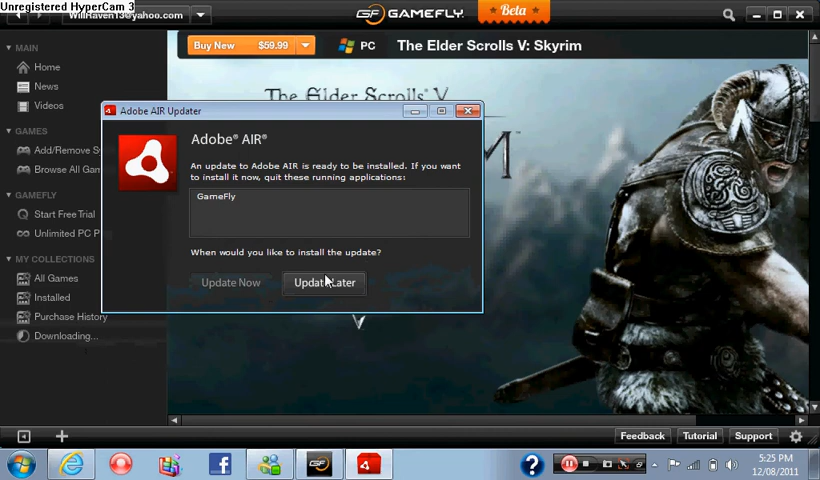 Unregistered HyperCam 3
WillHaven13@yahoo.com
GAMEFLY
Beta
Buy New $59.99
PC
The Elder Scrolls V: Skyrim
MAIN
Home
News
Videos
GAMES
Add/Remove Sy
Browse All Gam
GAMEFLY
Start Free Trial
Unlimited PC P
MY COLLECTIONS
All Games
Installed
Purchase History
Downloading...
The Elder Scrolls V
M
Adobe AIR Updater
Adobe® AIR®
An update to Adobe AIR is ready to be installed. If you want
to install it now, quit these running applications:
GameFly
When would you like to install the update?
Update Now
Update Later
Feedback
Tutorial
Support
5:25 PM
12/08/2011